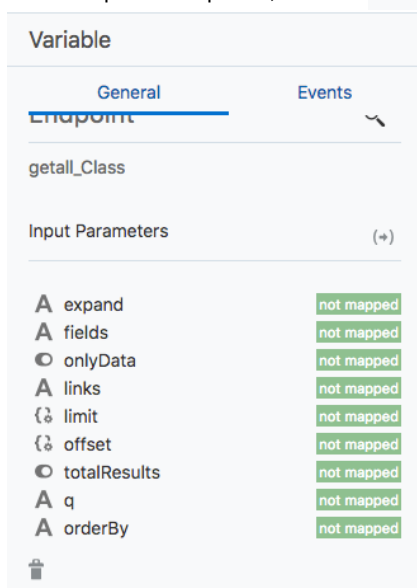 Variable
General Events
Endpoint
getall_Class
Input Parameters
A expand not mapped
A fields not mapped
onlyData not mapped
A links not mapped
limit not mapped
offset not mapped
totalResults not mapped
A q not mapped
A orderBy not mapped